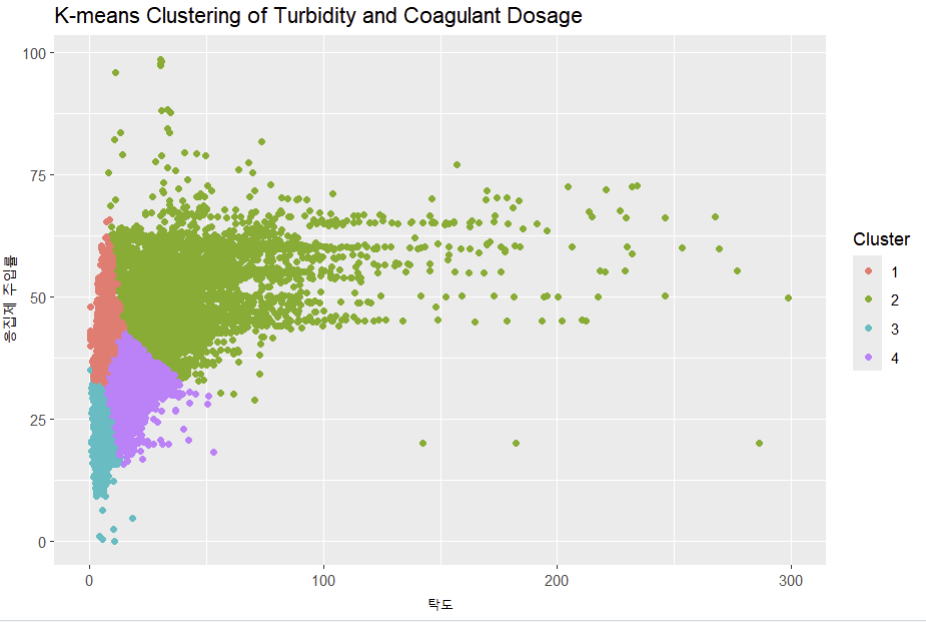 K-means Clustering of Turbidity and Coagulant Dosage
100
75
50
25
0
응집제 주입률
0 100 200 300
탁도
Cluster
1
2
3
4